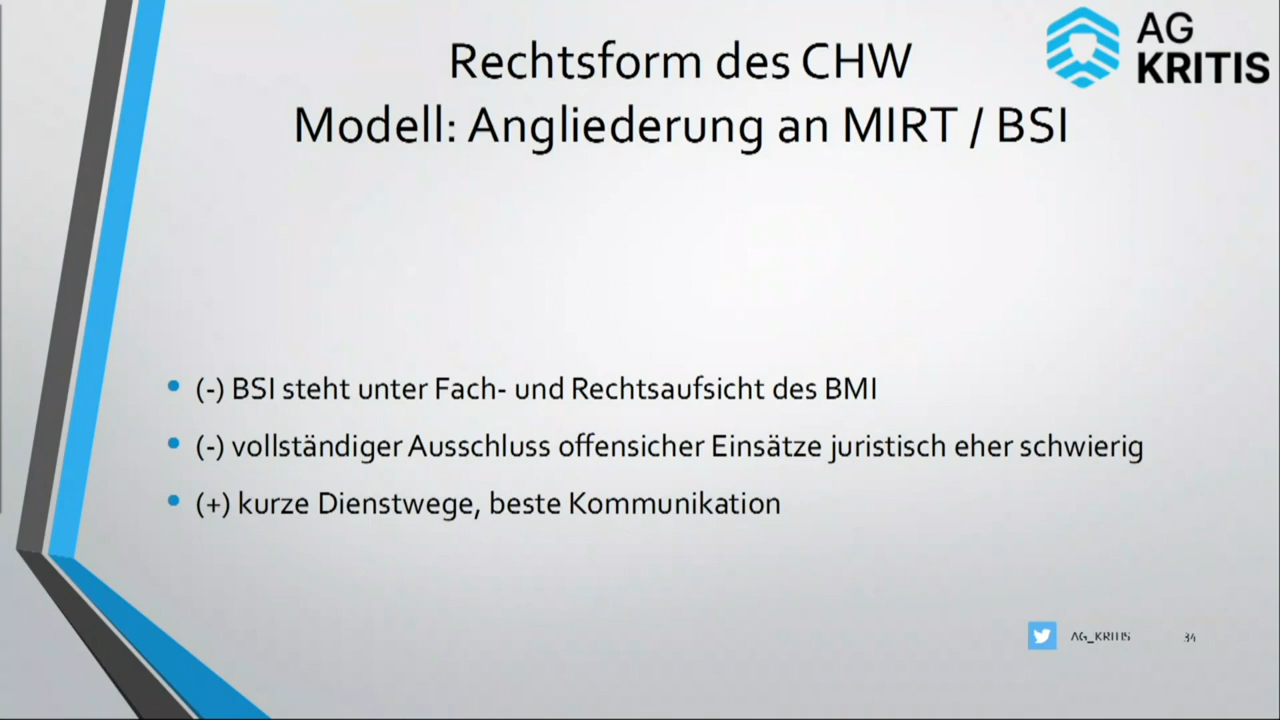 Rechtsform des CHW
Modell: Angliederung an MIRT / BSI
AG
KRITIS
(-) BSI steht unter Fach- und Rechtsaufsicht des BMI
(-) vollständiger Ausschluss offensicher Einsätze juristisch eher schwierig
(+) kurze Dienstwege, beste Kommunikation
AG_KRITIS
34